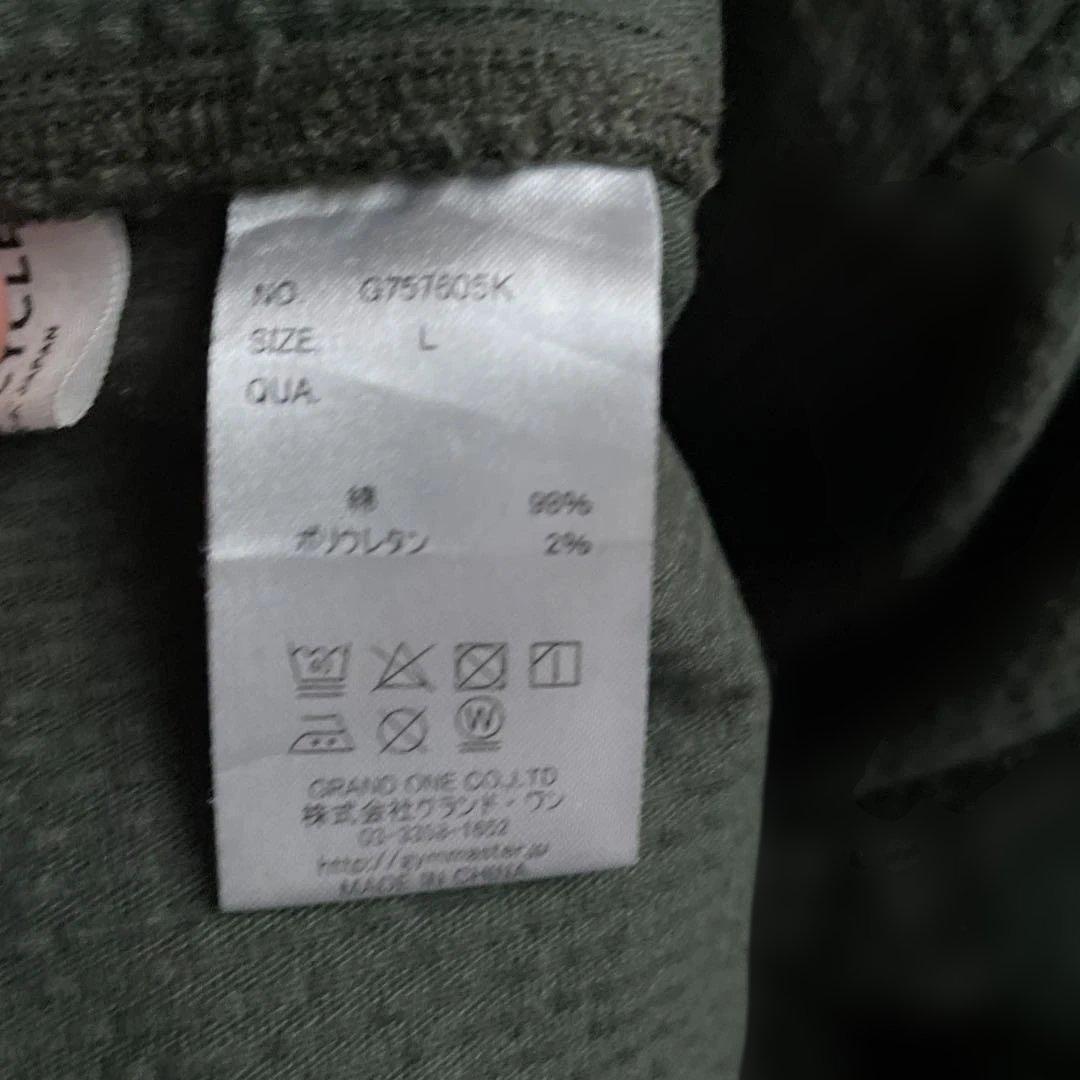 NO. G757605K
SIZE. L
QUA.
綿 98%
ポリウレタン 2%
W
GRAND ONE CO.,LTD
株式会社グランド・ワン
http://gymmaster.jp
MADE IN CHINA
JAPAN